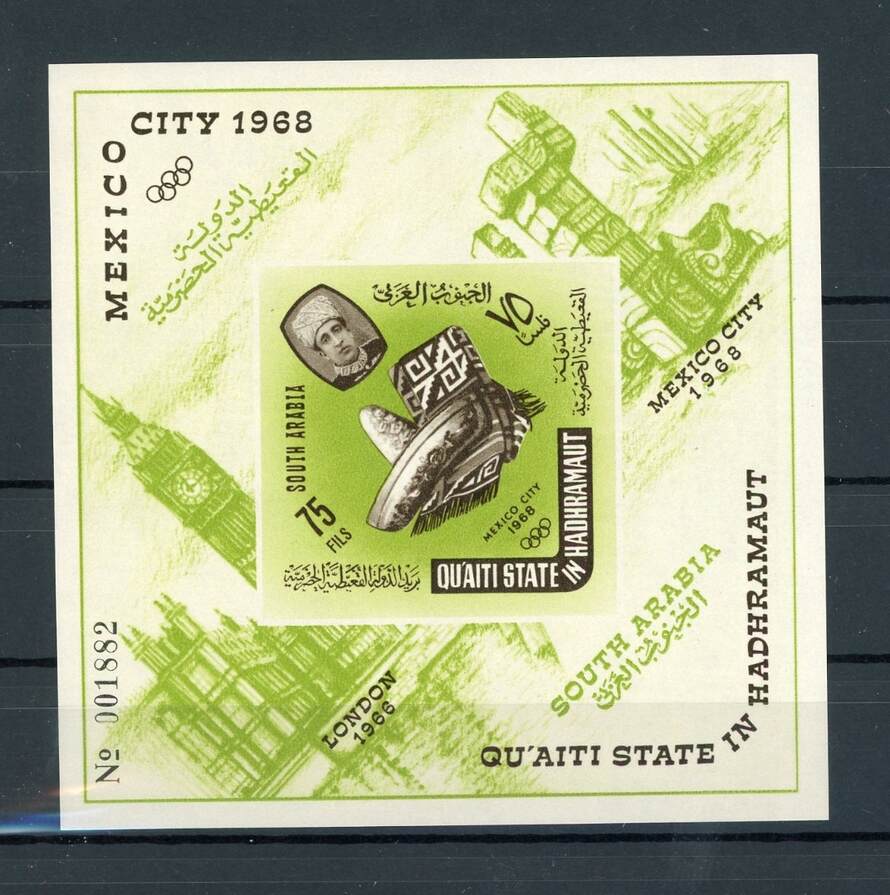 MEXICO CITY 1968
الدولة
القعيطية الحضرمية
MEXICO CITY
1968
الجنوب العربي
٧٥
فلسا
الدولة
القعيطية الحضرمية
SOUTH ARABIA
75
FILS
MEXICO CITY
1968
بريد الدولة القعيطية الحضرمية
QU'AITI STATE IN HADHRAMAUT
LONDON
1966
SOUTH ARABIA
الجنوب العربي
QU'AITI STATE IN HADHRAMAUT
Nº 001882